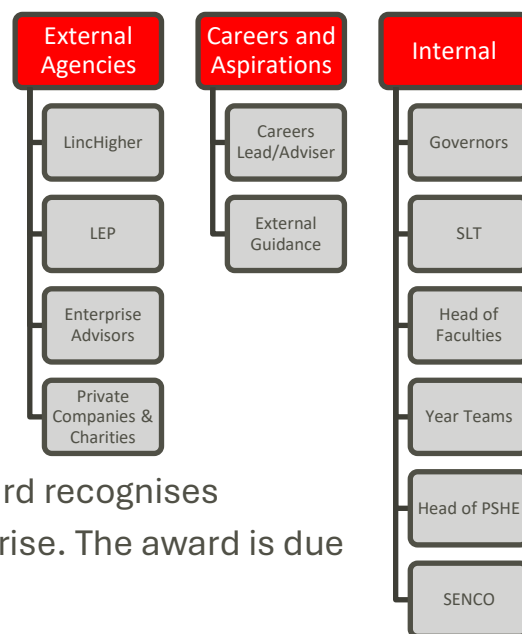 External
Agencies
LincHigher
LEP
Enterprise
Advisors
Private
Companies &
Charities
Careers and
Aspirations
Careers
Lead/Adviser
External
Guidance
Internal
Governors
SLT
Head of
Faculties
Year Teams
Head of PSHE
SENCO
rd recognises
rise. The award is due